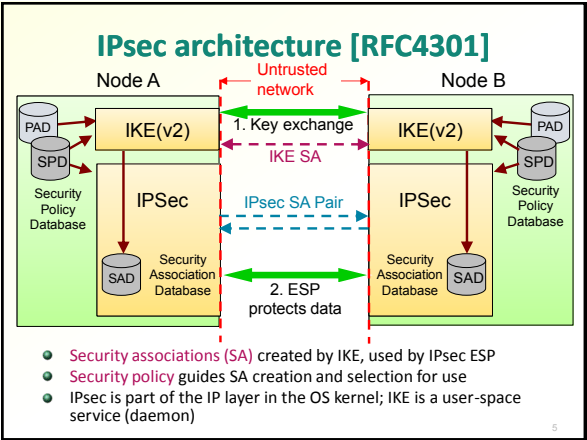 IPsec architecture [RFC4301]
Node A
Untrusted
network
Node B
PAD
SPD
Security
Policy
Database
IKE(v2)
1. Key exchange
IKE SA
IKE(v2)
PAD
SPD
Security
Policy
Database
IPSec
IPsec SA Pair
IPSec
SAD
Security
Association
Database
2. ESP
protects data
Security
Association
Database
SAD
Security associations (SA) created by IKE, used by IPsec ESP
Security policy guides SA creation and selection for use
IPsec is part of the IP layer in the OS kernel; IKE is a user-space
service (daemon)
5